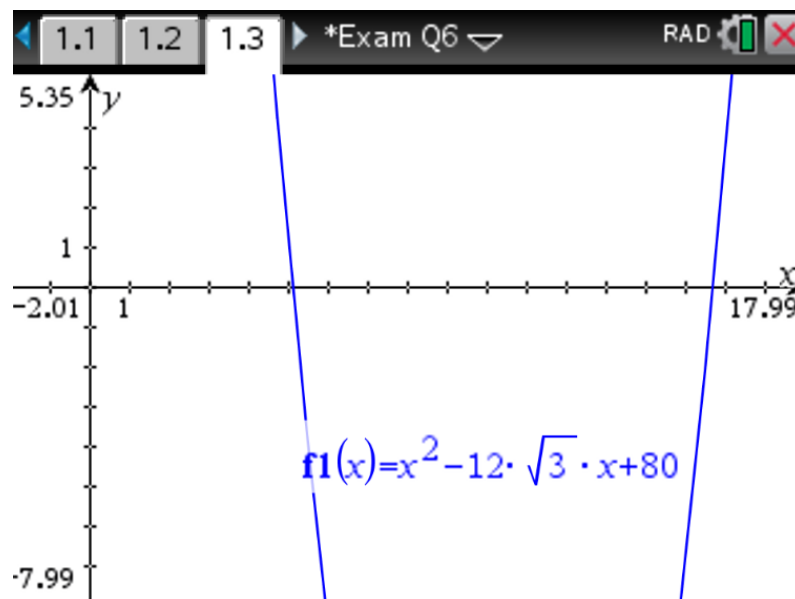 1.1 1.2 1.3 *Exam Q6 RAD
5.35 y
1
x
-2.01 1 17.99
f1(x)=x²-12·√3·x+80
-7.99